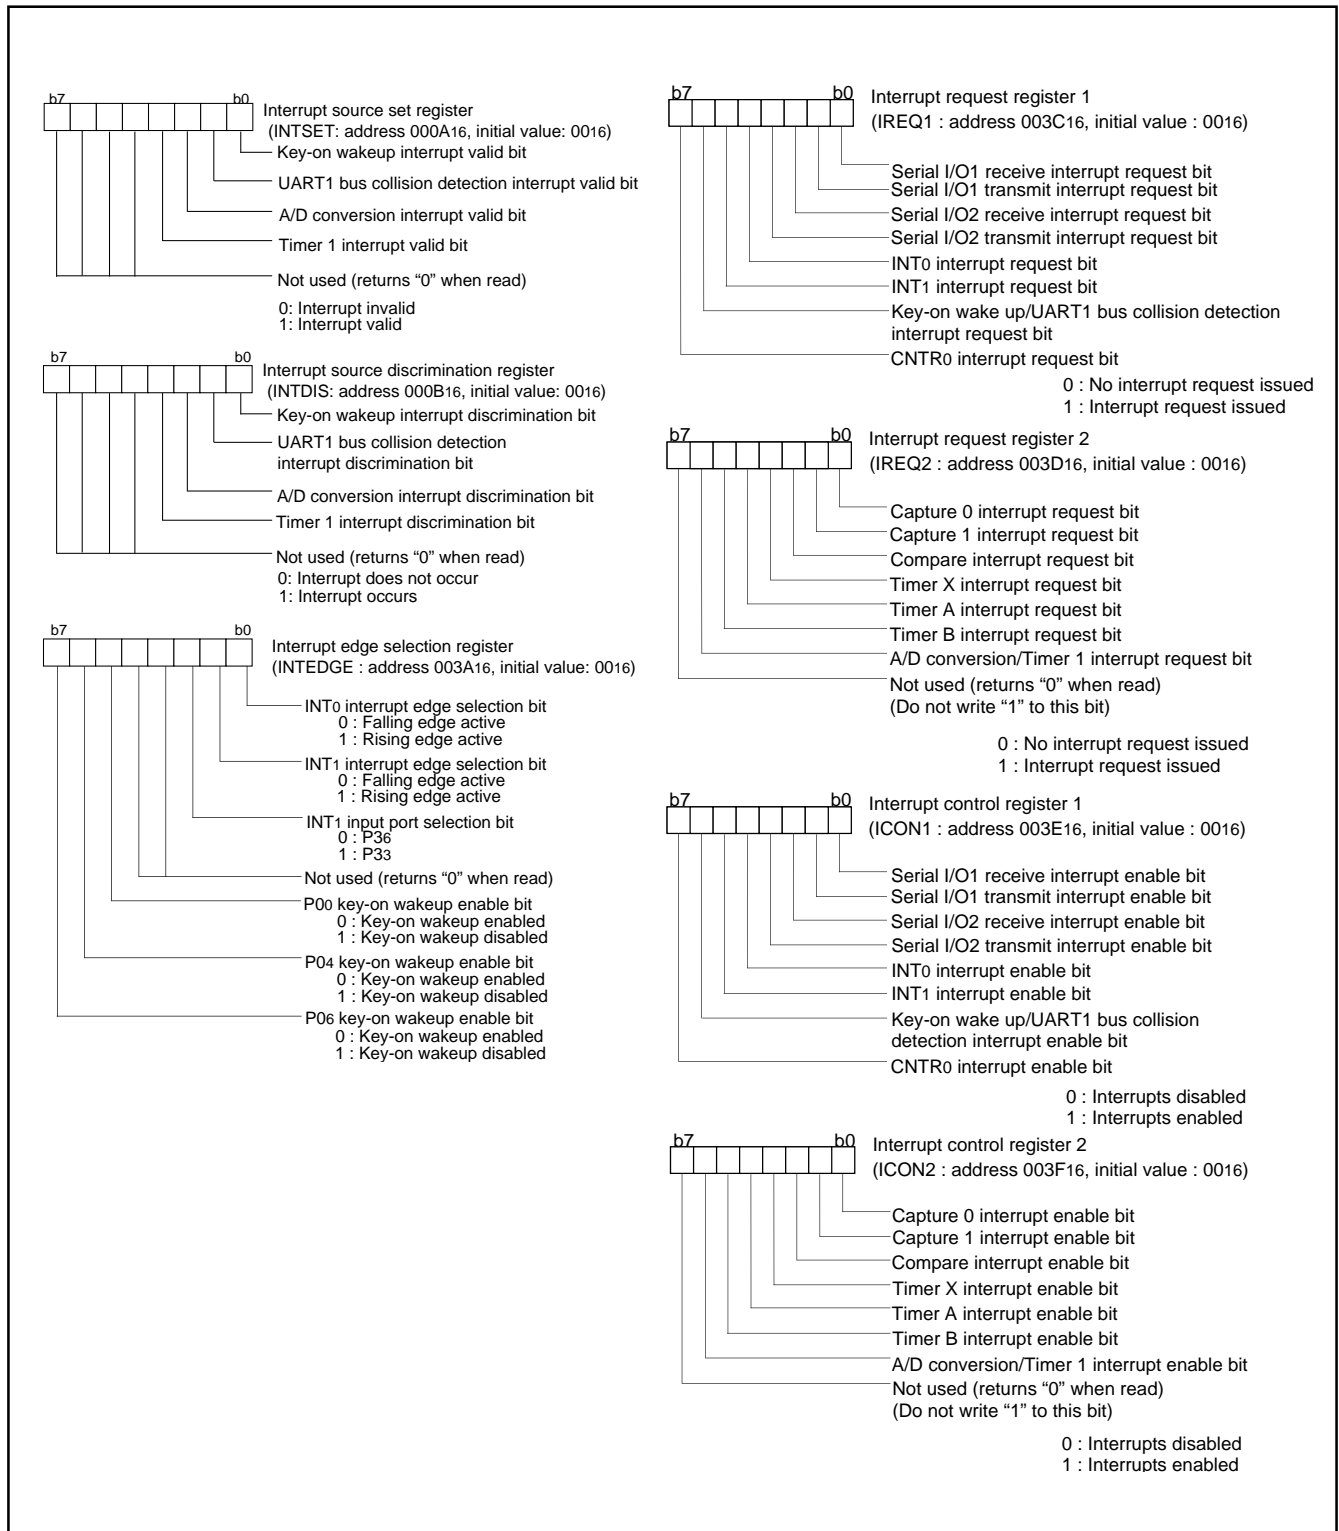 b7 b0
Interrupt source set register
(INTSET: address 000A16, initial value: 0016)
Key-on wakeup interrupt valid bit
UART1 bus collision detection interrupt valid bit
A/D conversion interrupt valid bit
Timer 1 interrupt valid bit
Not used (returns “0” when read)
0: Interrupt invalid
1: Interrupt valid
b7 b0
Interrupt source discrimination register
(INTDIS: address 000B16, initial value: 0016)
Key-on wakeup interrupt discrimination bit
UART1 bus collision detection
interrupt discrimination bit
A/D conversion interrupt discrimination bit
Timer 1 interrupt discrimination bit
Not used (returns “0” when read)
0: Interrupt does not occur
1: Interrupt occurs
b7 b0
Interrupt edge selection register
(INTEDGE : address 003A16, initial value: 0016)
INT0 interrupt edge selection bit
0 : Falling edge active
1 : Rising edge active
INT1 interrupt edge selection bit
0 : Falling edge active
1 : Rising edge active
INT1 input port selection bit
0 : P36
1 : P33
Not used (returns “0” when read)
P00 key-on wakeup enable bit
0 : Key-on wakeup enabled
1 : Key-on wakeup disabled
P04 key-on wakeup enable bit
0 : Key-on wakeup enabled
1 : Key-on wakeup disabled
P06 key-on wakeup enable bit
0 : Key-on wakeup enabled
1 : Key-on wakeup disabled
b7 b0
Interrupt request register 1
(IREQ1 : address 003C16, initial value : 0016)
Serial I/O1 receive interrupt request bit
Serial I/O1 transmit interrupt request bit
Serial I/O2 receive interrupt request bit
Serial I/O2 transmit interrupt request bit
INT0 interrupt request bit
INT1 interrupt request bit
Key-on wake up/UART1 bus collision detection
interrupt request bit
CNTR0 interrupt request bit
0 : No interrupt request issued
1 : Interrupt request issued
b7 b0
Interrupt request register 2
(IREQ2 : address 003D16, initial value : 0016)
Capture 0 interrupt request bit
Capture 1 interrupt request bit
Compare interrupt request bit
Timer X interrupt request bit
Timer A interrupt request bit
Timer B interrupt request bit
A/D conversion/Timer 1 interrupt request bit
Not used (returns “0” when read)
(Do not write “1” to this bit)
0 : No interrupt request issued
1 : Interrupt request issued
b7 b0
Interrupt control register 1
(ICON1 : address 003E16, initial value : 0016)
Serial I/O1 receive interrupt enable bit
Serial I/O1 transmit interrupt enable bit
Serial I/O2 receive interrupt enable bit
Serial I/O2 transmit interrupt enable bit
INT0 interrupt enable bit
INT1 interrupt enable bit
Key-on wake up/UART1 bus collision
detection interrupt enable bit
CNTR0 interrupt enable bit
0 : Interrupts disabled
1 : Interrupts enabled
b7 b0
Interrupt control register 2
(ICON2 : address 003F16, initial value : 0016)
Capture 0 interrupt enable bit
Capture 1 interrupt enable bit
Compare interrupt enable bit
Timer X interrupt enable bit
Timer A interrupt enable bit
Timer B interrupt enable bit
A/D conversion/Timer 1 interrupt enable bit
Not used (returns “0” when read)
(Do not write “1” to this bit)
0 : Interrupts disabled
1 : Interrupts enabled